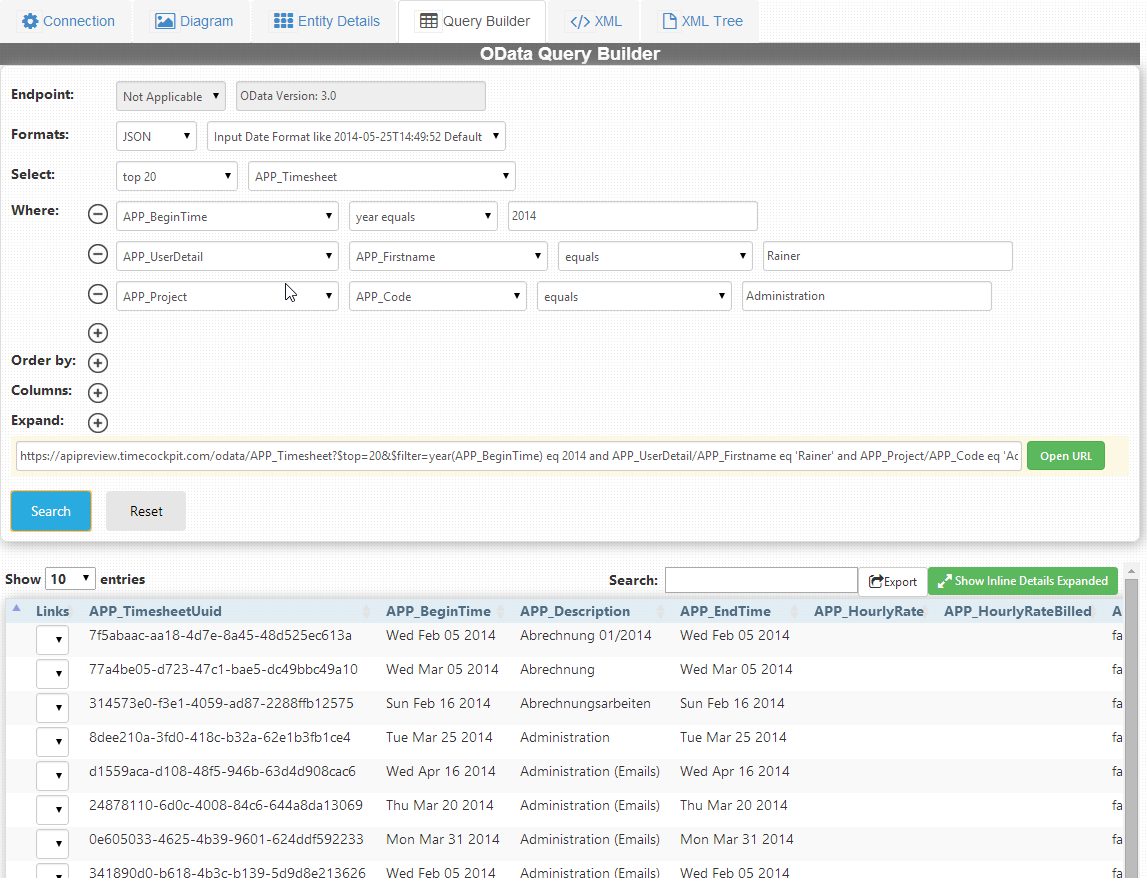 Connection Diagram Entity Details Query Builder </> XML XML Tree
OData Query Builder
Endpoint: Not Applicable OData Version: 3.0
Formats: JSON Input Date Format like 2014-05-25T14:49:52 Default
Select: top 20 APP_Timesheet
Where: APP_BeginTime year equals 2014
APP_UserDetail APP_Firstname equals Rainer
APP_Project APP_Code equals Administration
Order by:
Columns:
Expand:
https://apipreview.timecockpit.com/odata/APP_Timesheet?$top=20&$filter=year(APP_BeginTime) eq 2014 and APP_UserDetail/APP_Firstname eq 'Rainer' and APP_Project/APP_Code eq 'Ac Open URL
Search Reset
Show 10 entries Search: Export Show Inline Details Expanded
Links APP_TimesheetUuid APP_BeginTime APP_Description APP_EndTime APP_HourlyRate APP_HourlyRateBilled A
7f5abaac-aa18-4d7e-8a45-48d525ec613a Wed Feb 05 2014 Abrechnung 01/2014 Wed Feb 05 2014 fa
77a4be05-d723-47c1-bae5-dc49bbc49a10 Wed Mar 05 2014 Abrechnung Wed Mar 05 2014 fa
314573e0-f3e1-4059-ad87-2288ffb12575 Sun Feb 16 2014 Abrechnungsarbeiten Sun Feb 16 2014 fa
8dee210a-3fd0-418c-b32a-62e1b3fb1ce4 Tue Mar 25 2014 Administration Tue Mar 25 2014 fa
d1559aca-d108-48f5-946b-63d4d908cac6 Wed Apr 16 2014 Administration (Emails) Wed Apr 16 2014 fa
24878110-6d0c-4008-84c6-644a8da13069 Thu Mar 20 2014 Administration (Emails) Thu Mar 20 2014 fa
0e605033-4625-4b39-9601-624ddf592233 Mon Mar 31 2014 Administration (Emails) Mon Mar 31 2014 fa
341890d0-b618-4b3c-b139-5d9d8e213626 Wed Feb 05 2014 Administration (Emails) Wed Feb 05 2014 fa